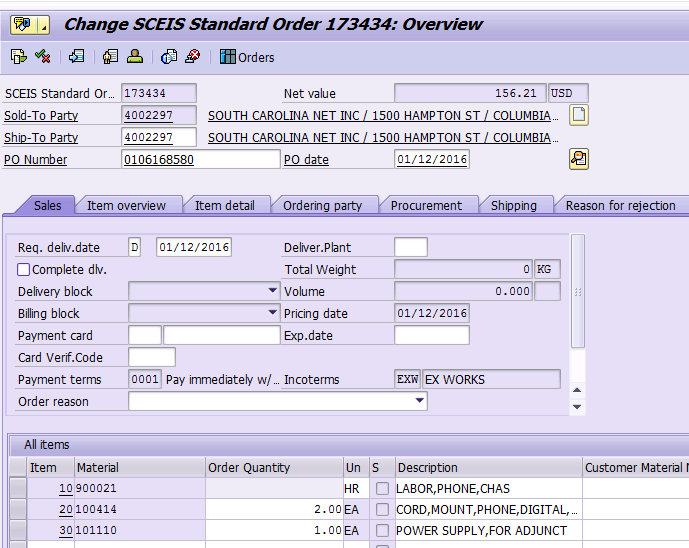 Change SCEIS Standard Order 173434: Overview
Orders
SCEIS Standard Or... 173434 Net value 156.21 USD
Sold-To Party 4002297 SOUTH CAROLINA NET INC / 1500 HAMPTON ST / COLUMBIA...
Ship-To Party 4002297 SOUTH CAROLINA NET INC / 1500 HAMPTON ST / COLUMBIA...
PO Number 0106168580 PO date 01/12/2016
Sales Item overview Item detail Ordering party Procurement Shipping Reason for rejection
Req. deliv.date D 01/12/2016 Deliver.Plant
Complete dlv. Total Weight 0 KG
Delivery block Volume 0.000
Billing block Pricing date 01/12/2016
Payment card Exp.date
Card Verif.Code
Payment terms 0001 Pay immediately w/... Incoterms EXW EX WORKS
Order reason
All items
Item Material Order Quantity Un S Description Customer Material
10 900021 HR LABOR,PHONE,CHAS
20 100414 2.00 EA CORD,MOUNT,PHONE,DIGITAL,...
30 101110 1.00 EA POWER SUPPLY,FOR ADJUNCT